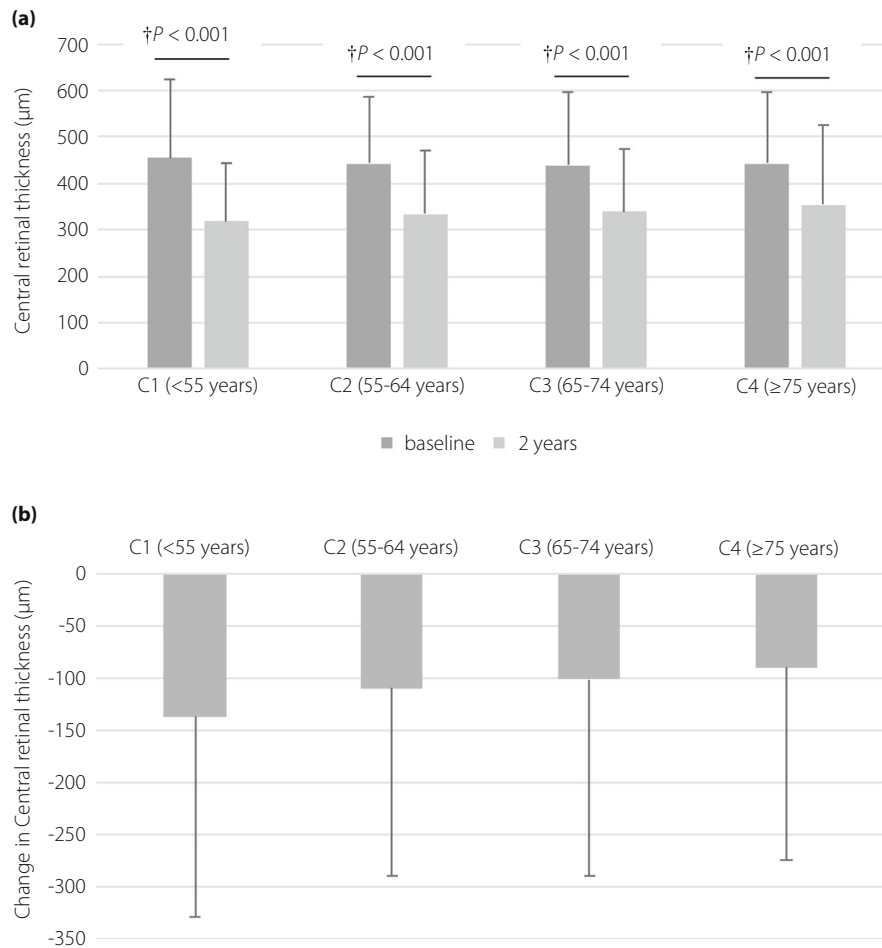 (a)
†P < 0.001
†P < 0.001
†P < 0.001
†P < 0.001
700
600
500
400
300
200
100
0
Central retinal thickness (μm)
C1 (<55 years)
C2 (55-64 years)
C3 (65-74 years)
C4 (≥75 years)
baseline
2 years
(b)
C1 (<55 years)
C2 (55-64 years)
C3 (65-74 years)
C4 (≥75 years)
0
-50
-100
-150
-200
-250
-300
-350
Change in Central retinal thickness (μm)